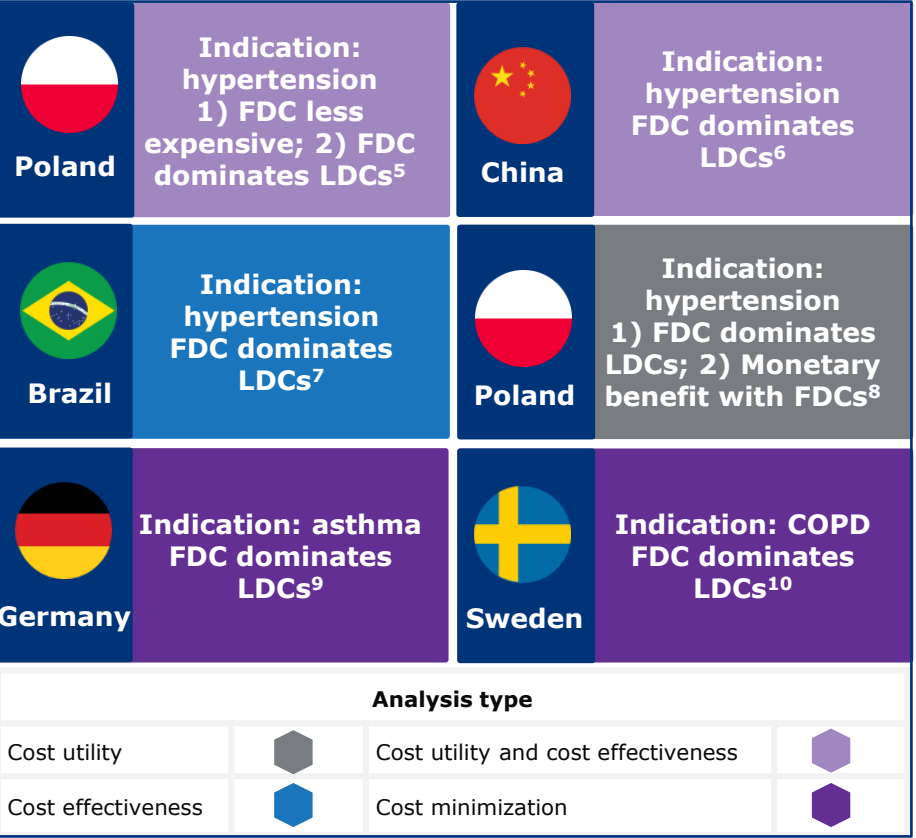 Poland
Indication:
hypertension
1) FDC less
expensive; 2) FDC
dominates LDCs⁵
China
Indication:
hypertension
FDC dominates
LDCs⁶
Brazil
Indication:
hypertension
FDC dominates
LDCs⁷
Poland
Indication:
hypertension
1) FDC dominates
LDCs; 2) Monetary
benefit with FDCs⁸
Germany
Indication: asthma
FDC dominates
LDCs⁹
Sweden
Indication: COPD
FDC dominates
LDCs¹⁰
Analysis type
Cost utility
Cost utility and cost effectiveness
Cost effectiveness
Cost minimization